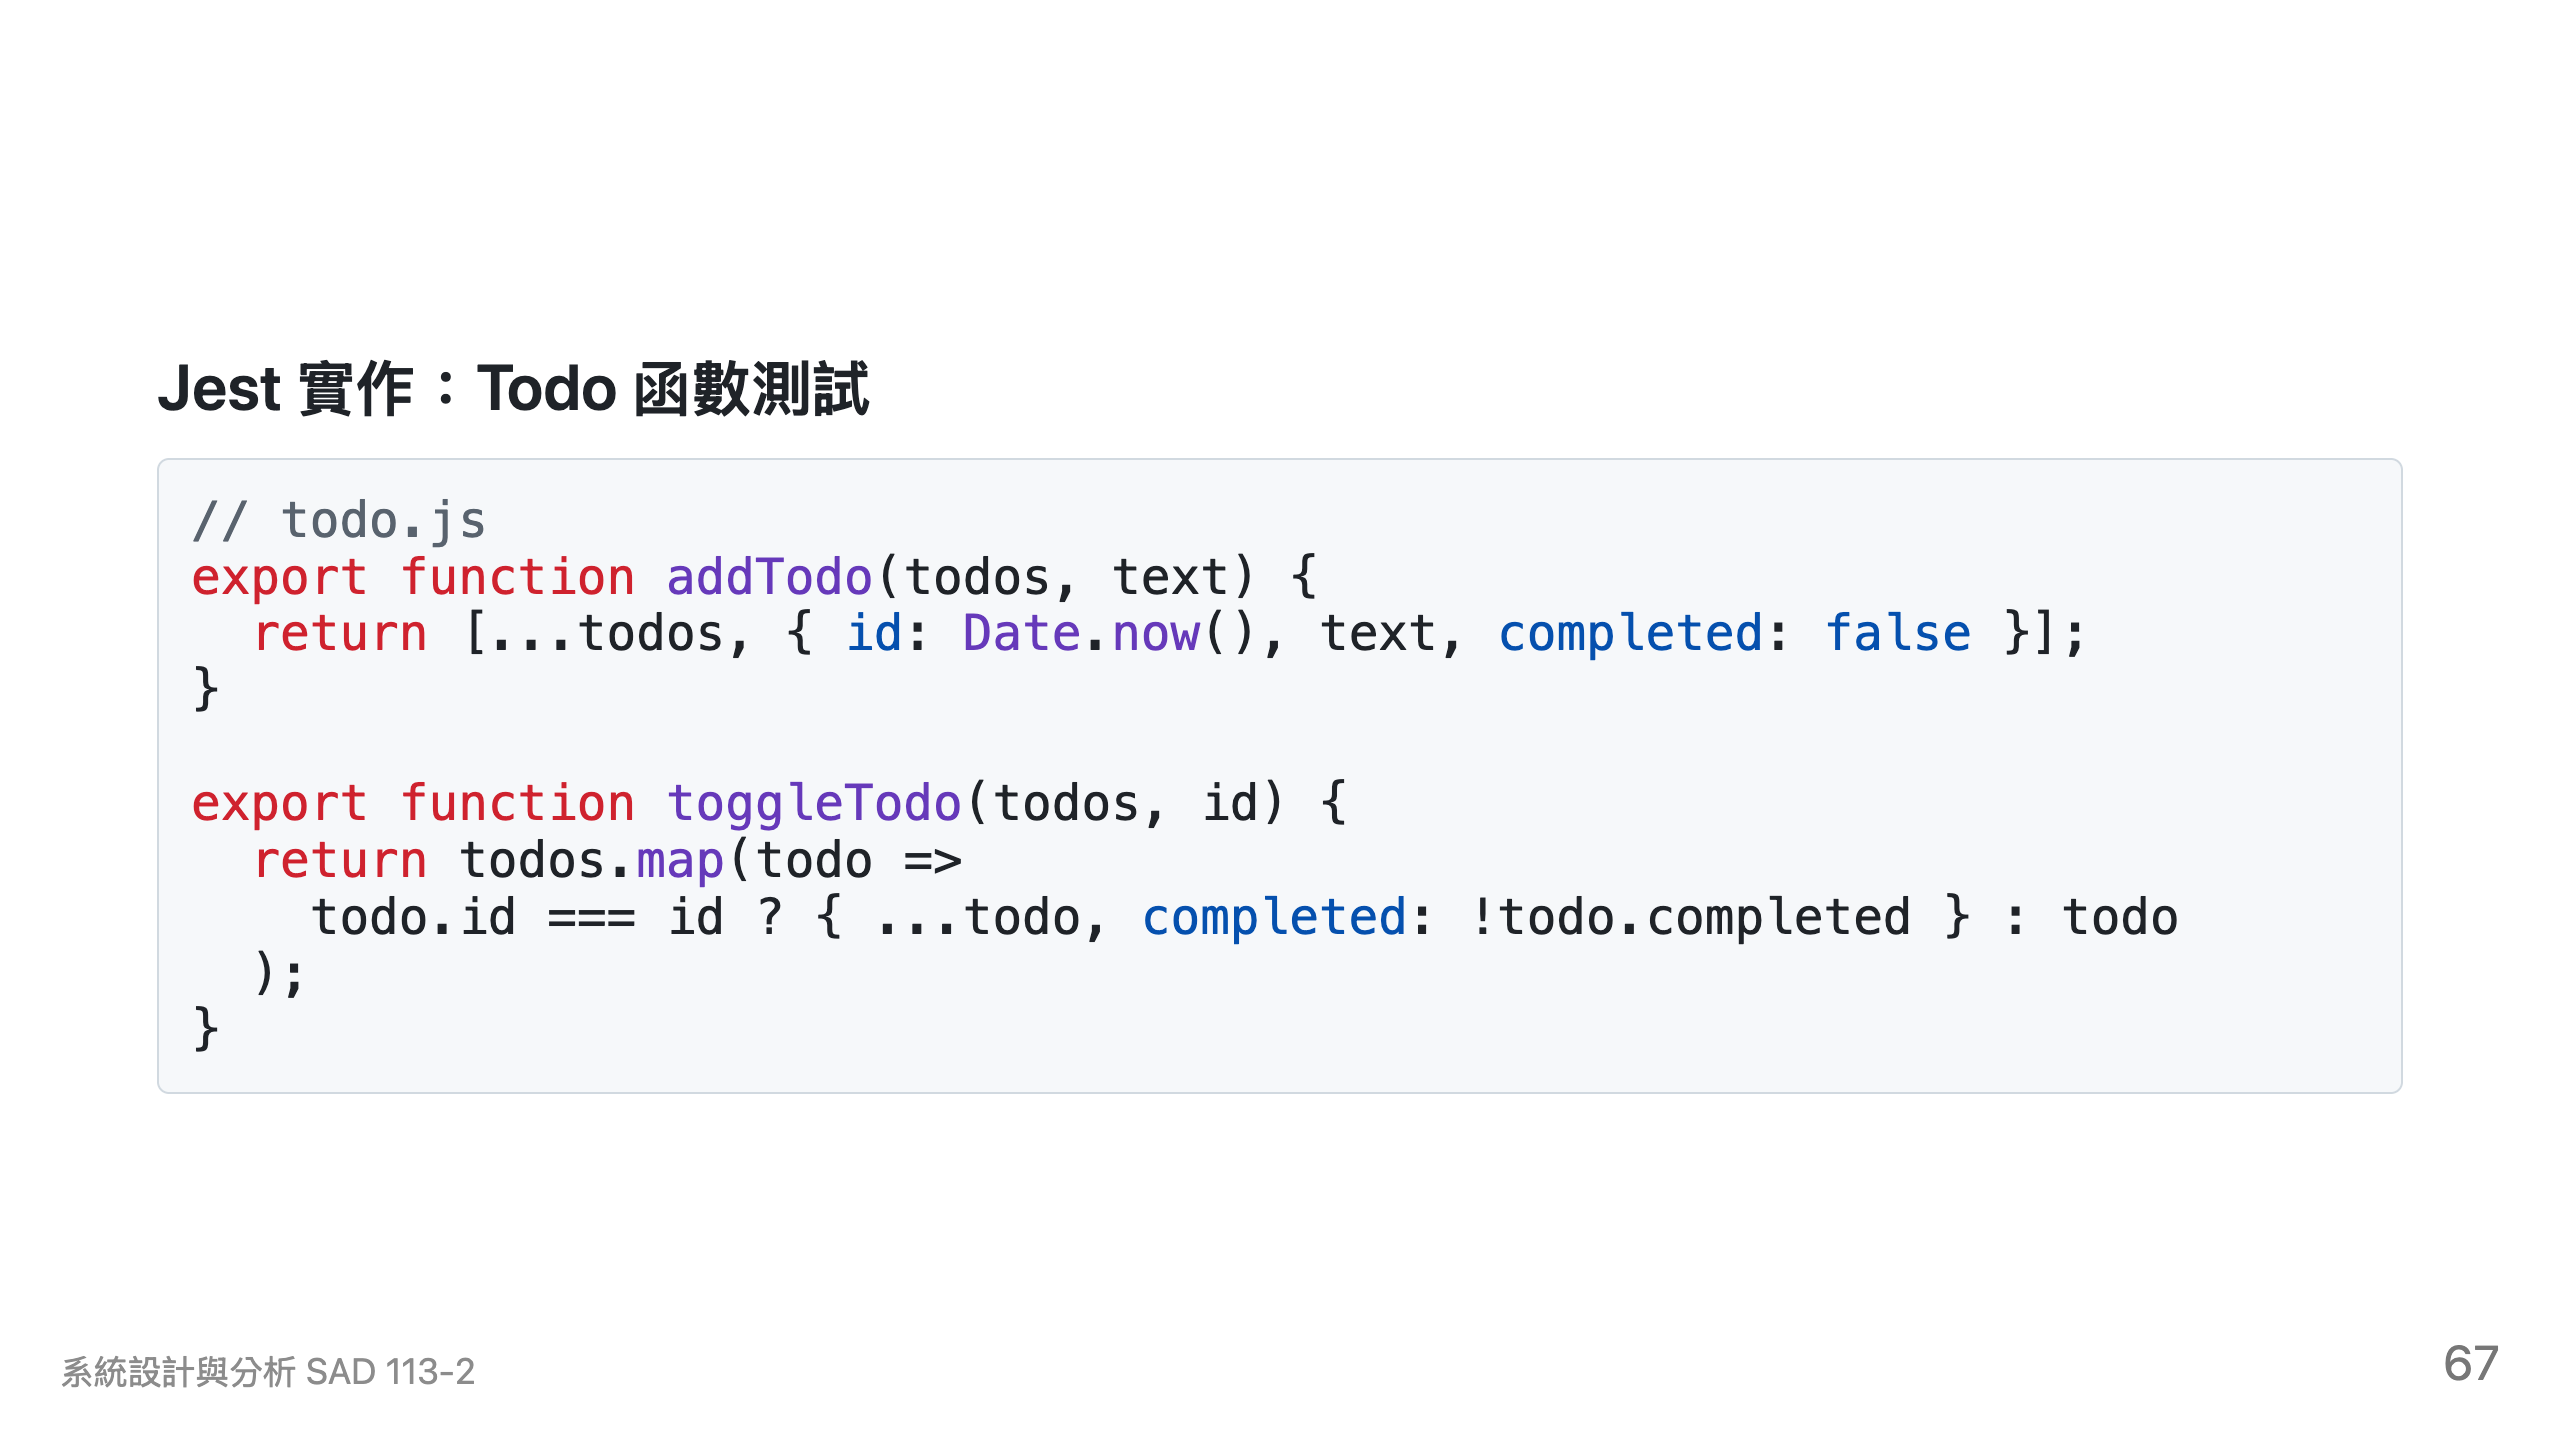 Jest 實作：Todo 函數測試
// todo.js
export function addTodo(todos, text) {
  return [...todos, { id: Date.now(), text, completed: false }];
}
export function toggleTodo(todos, id) {
  return todos.map(todo =>
    todo.id === id ? { ...todo, completed: !todo.completed } : todo
  );
}
系統設計與分析 SAD 113-2
67